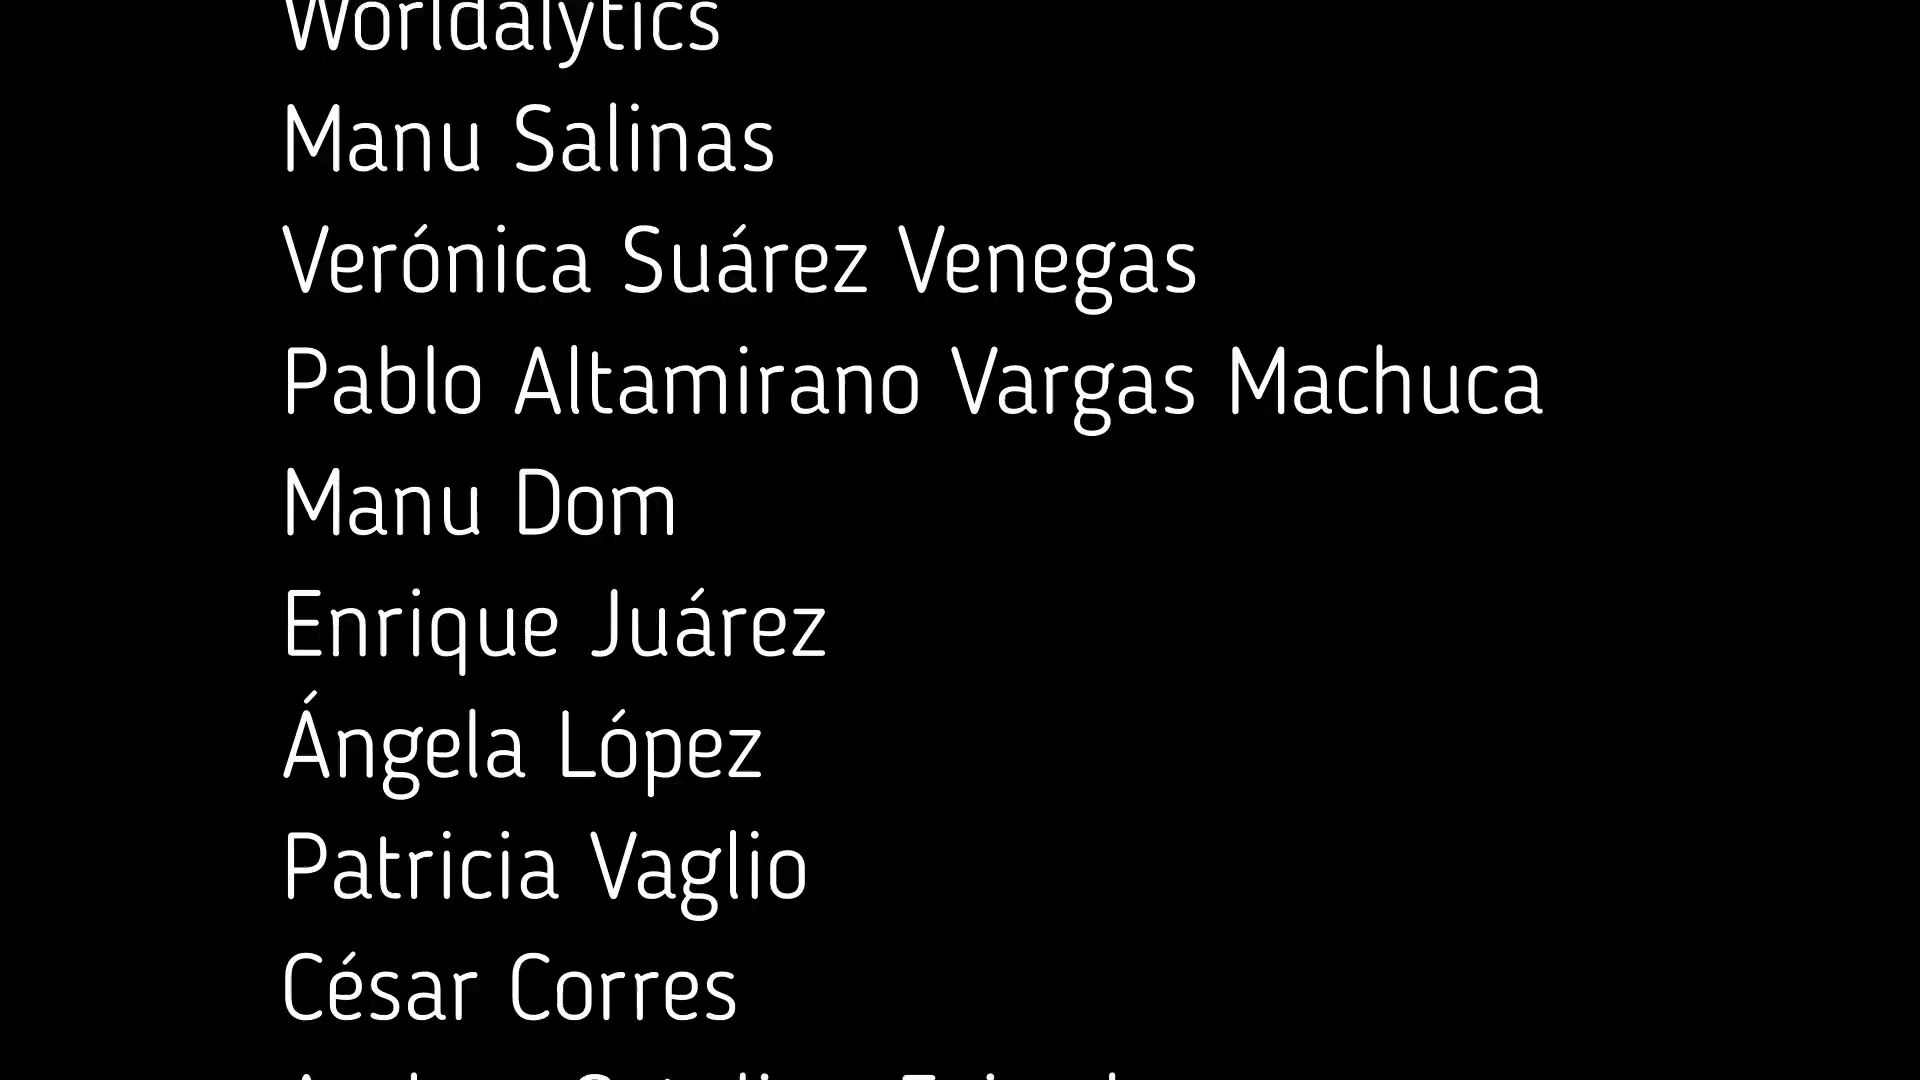 Worldalytics
Manu Salinas
Verónica Suárez Venegas
Pablo Altamirano Vargas Machuca
Manu Dom
Enrique Juárez
Ángela López
Patricia Vaglio
César Corres